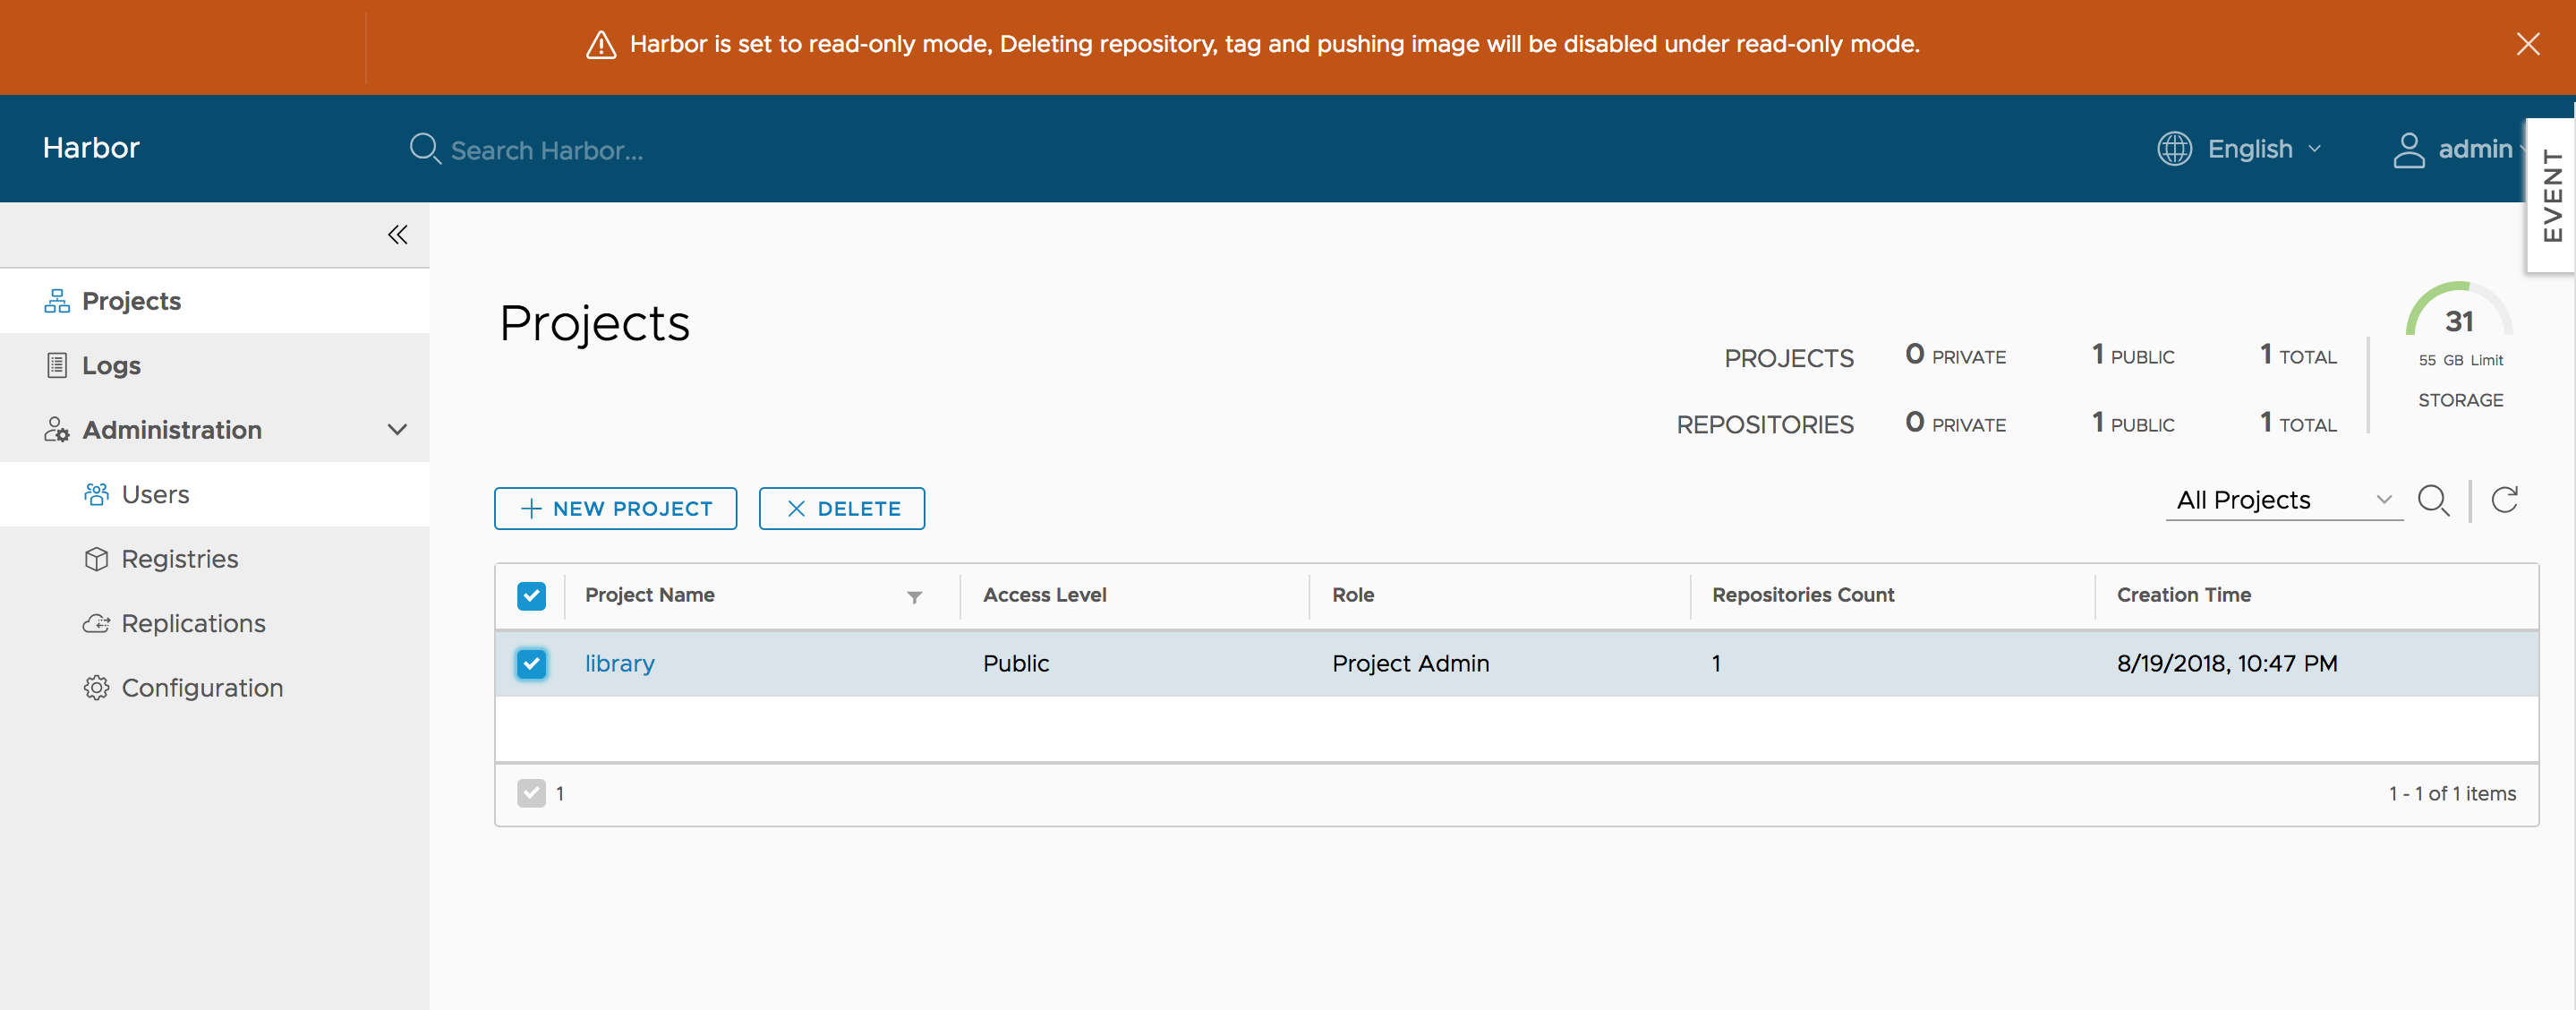 Harbor is set to read-only mode, Deleting repository, tag and pushing image will be disabled under read-only mode.
Harbor
Search Harbor...
English
admin
EVENT
Projects
Logs
Administration
Users
Registries
Replications
Configuration
Projects
PROJECTS 0 PRIVATE 1 PUBLIC 1 TOTAL
REPOSITORIES 0 PRIVATE 1 PUBLIC 1 TOTAL
31
55 GB Limit
STORAGE
NEW PROJECT
DELETE
All Projects
Project Name Access Level Role Repositories Count Creation Time
library Public Project Admin 1 8/19/2018, 10:47 PM
1
1 - 1 of 1 items